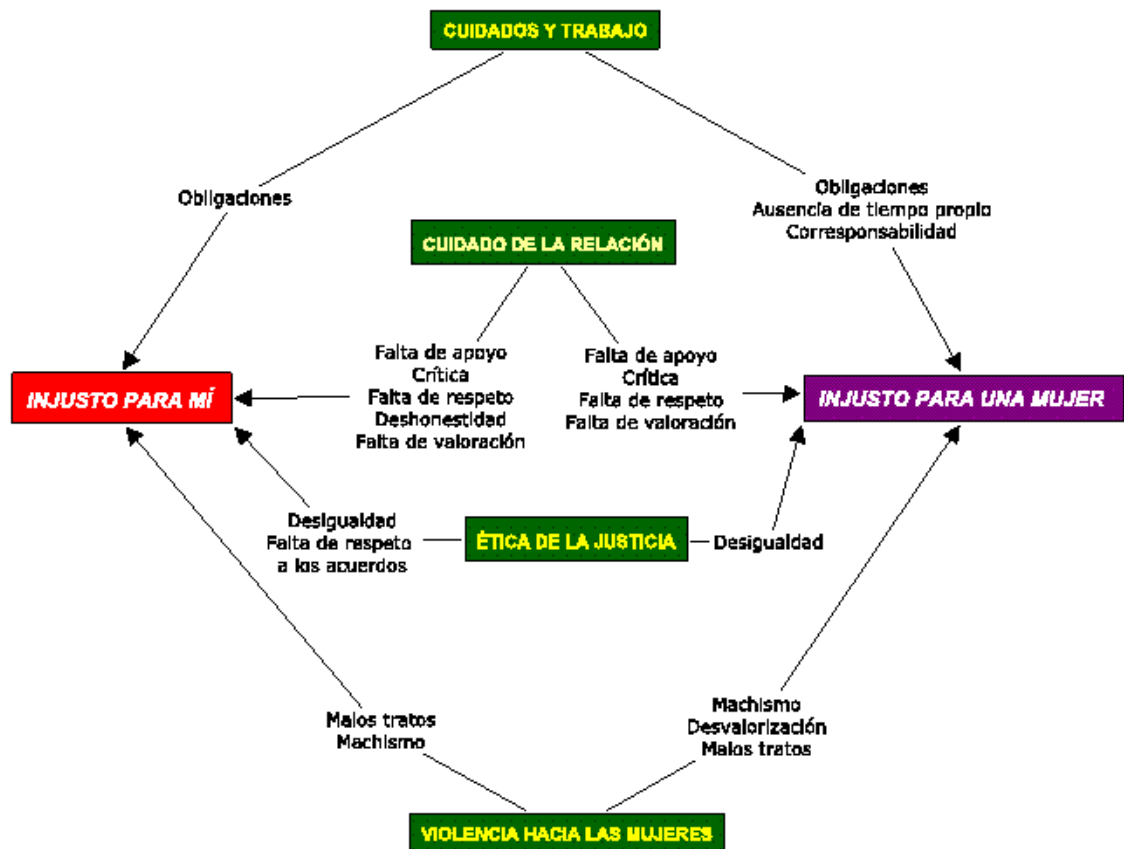 CUIDADOS Y TRABAJO
Obligaciones
Obligaciones
Ausencia de tiempo propio
Corresponsabilidad
CUIDADO DE LA RELACIÓN
Falta de apoyo
Crítica
Falta de respeto
Deshonestidad
Falta de valoración
Falta de apoyo
Crítica
Falta de respeto
Falta de valoración
INJUSTO PARA MÍ
INJUSTO PARA UNA MUJER
Desigualdad
Falta de respeto
a los acuerdos
ÉTICA DE LA JUSTICIA
Desigualdad
Malos tratos
Machismo
Machismo
Desvalorización
Malos tratos
VIOLENCIA HACIA LAS MUJERES